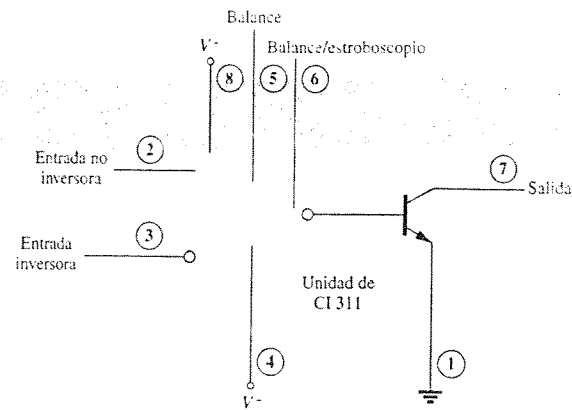 Balance
V-
Balance/estroboscopio
8
5
6
2
Entrada no
inversora
7
Salida
3
Entrada
inversora
Unidad de
CI 311
4
1
V-